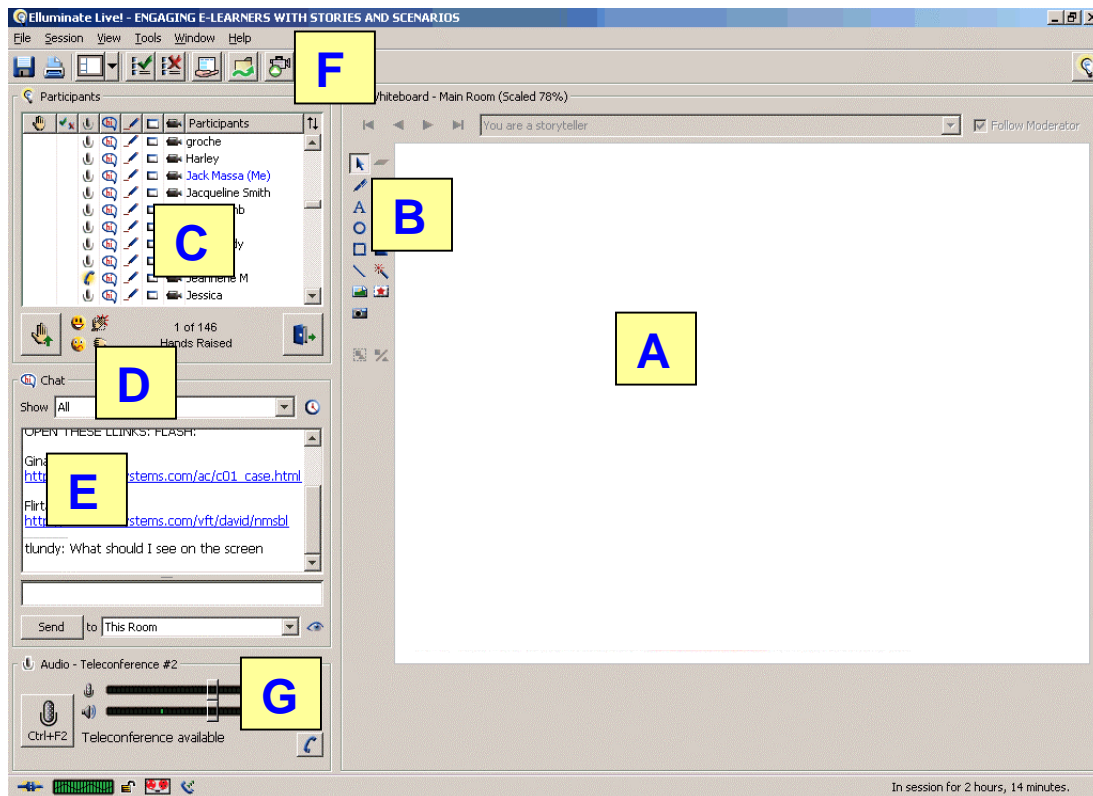 Elluminate Live! - ENGAGING E-LEARNERS WITH STORIES AND SCENARIOS
File Session View Tools Window Help
F
Participants
Whiteboard - Main Room (Scaled 78%)
Participants
You are a storyteller
Follow Moderator
groche
Harley
Jack Massa (Me)
Jacqueline Smith
B
C
Jeannene M
Jessica
A
1 of 146
Hands Raised
D
Chat
Show All
OPEN THESE LLINKS: FLASH:
E
stems.com/ac/c01_case.html
stems.com/vft/david/nmsbl
tlundy: What should I see on the screen
Send to This Room
Audio - Teleconference #2
G
Ctrl+F2 Teleconference available
In session for 2 hours, 14 minutes.